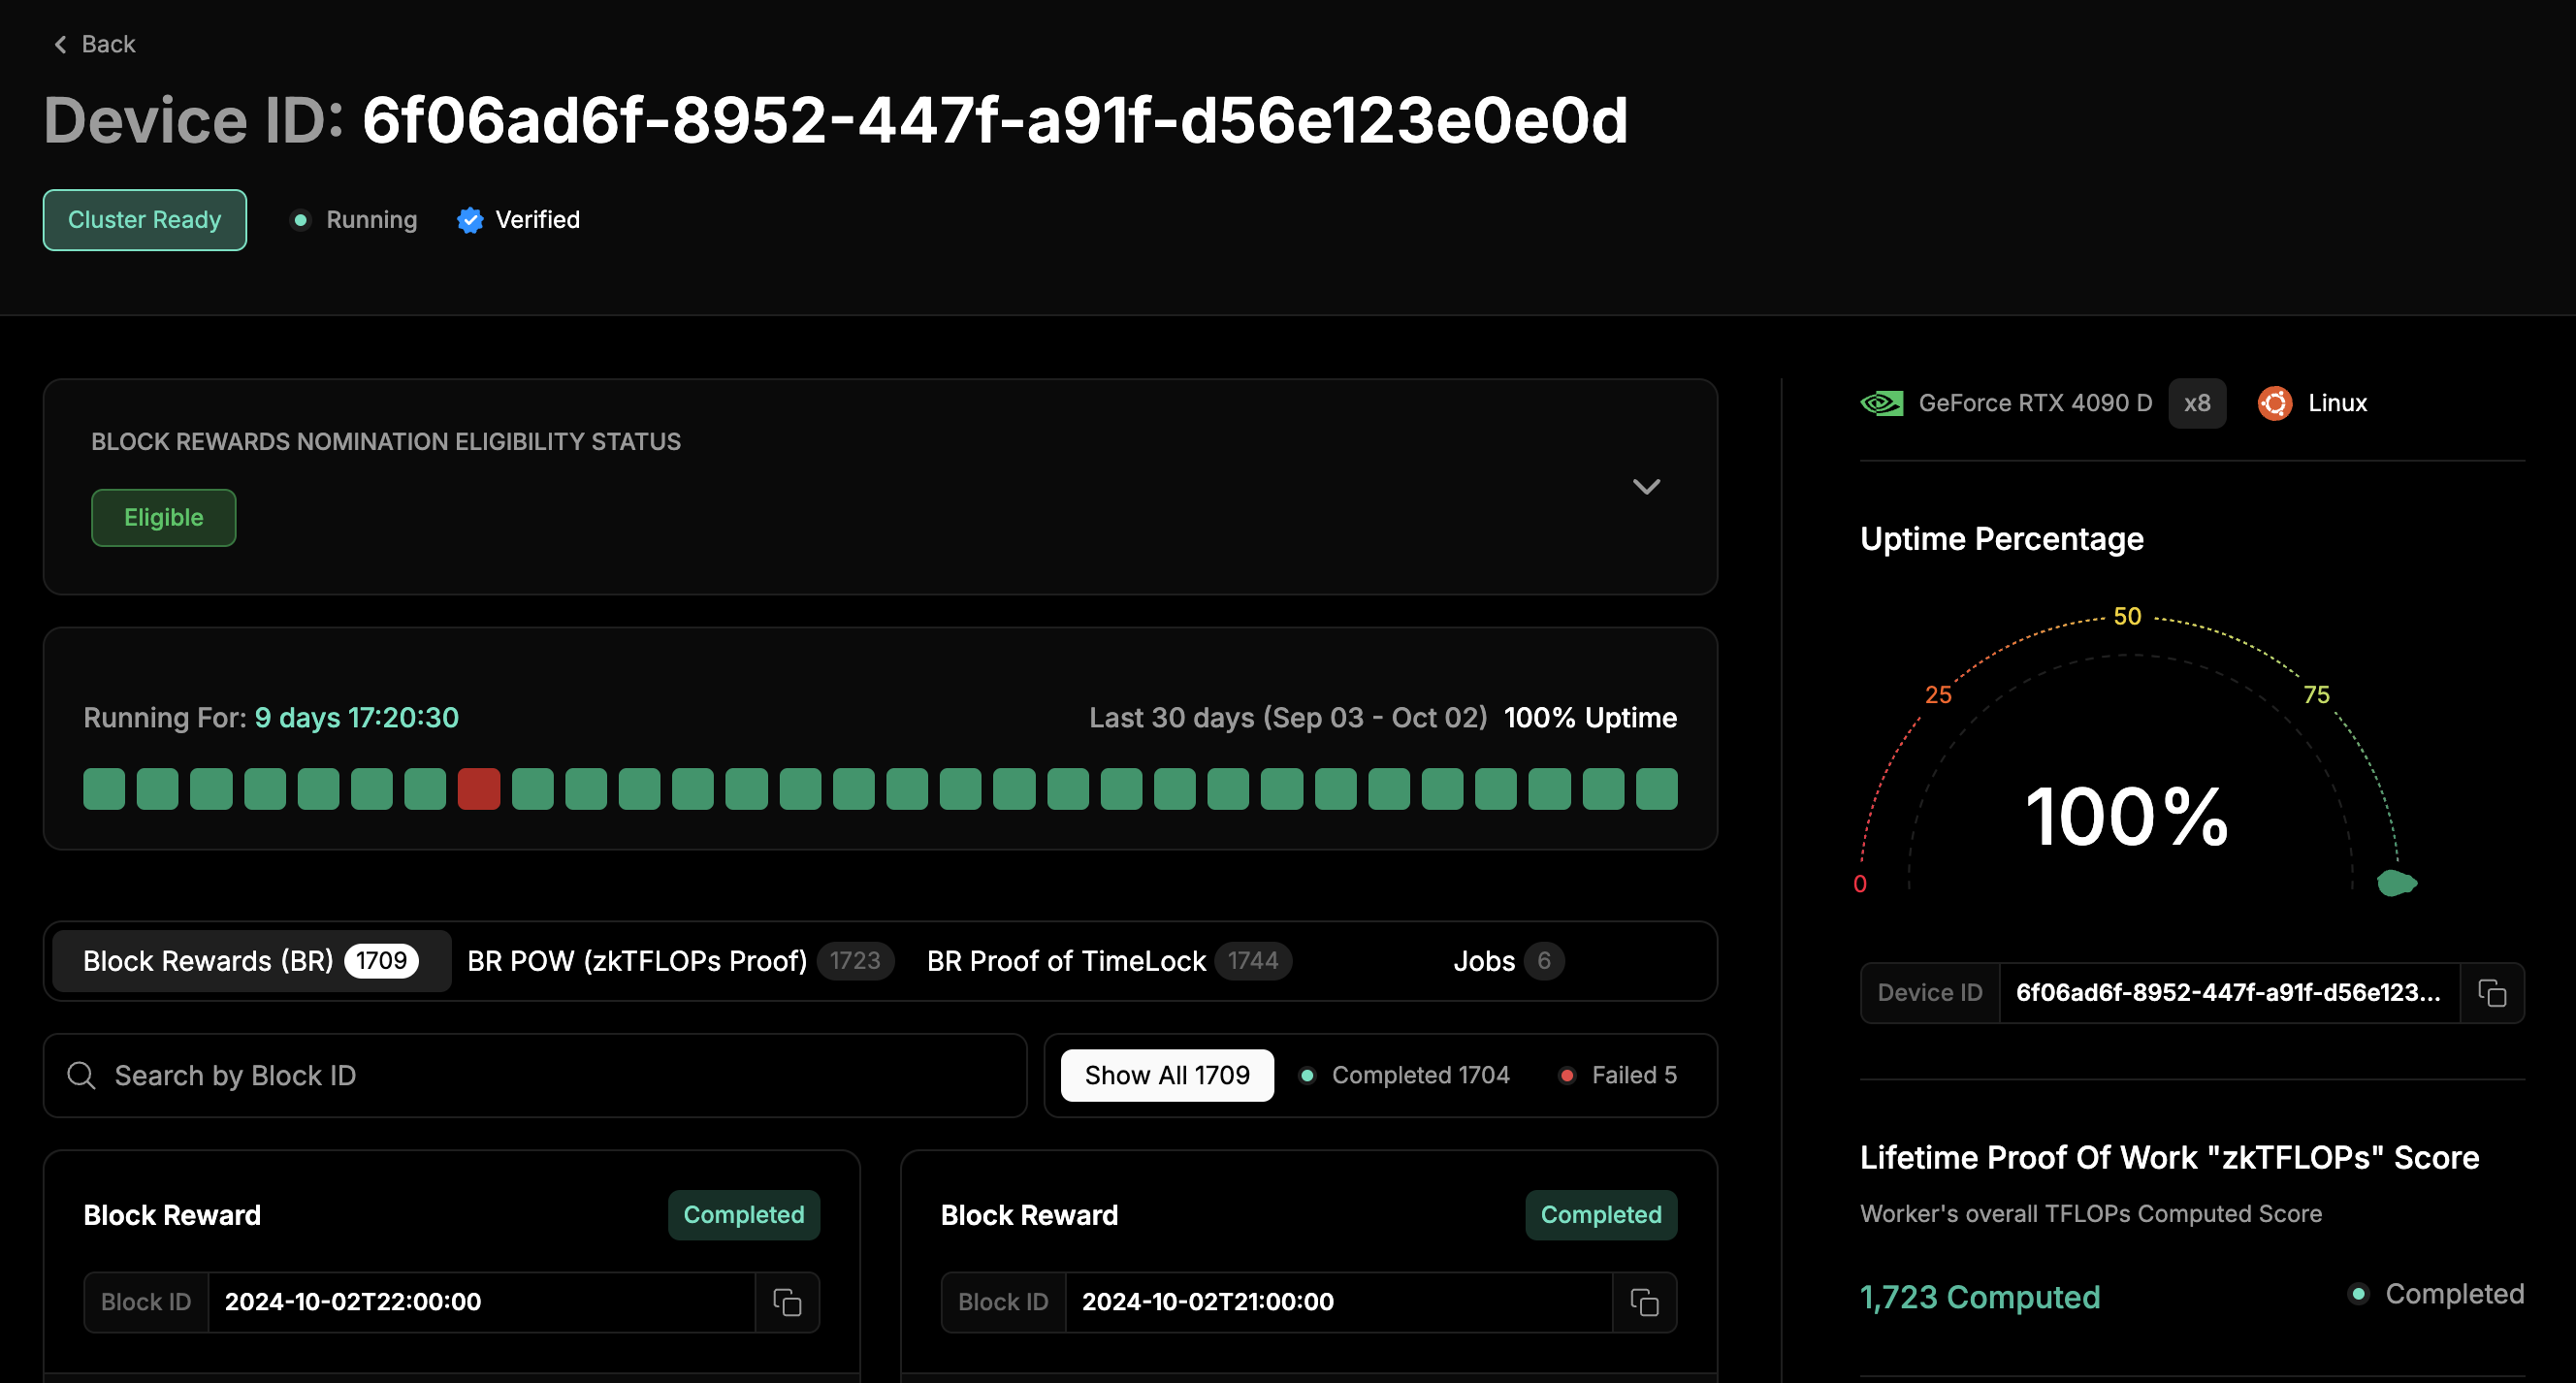 Back
Device ID: 6f06ad6f-8952-447f-a91f-d56e123e0e0d
Cluster Ready
Running
Verified
BLOCK REWARDS NOMINATION ELIGIBILITY STATUS
Eligible
Running For: 9 days 17:20:30
Last 30 days (Sep 03 - Oct 02) 100% Uptime
Block Rewards (BR) 1709
BR POW (zkTFLOPs Proof) 1723
BR Proof of TimeLock 1744
Jobs 6
Search by Block ID
Show All 1709
Completed 1704
Failed 5
Block Reward
Completed
Block ID
2024-10-02T22:00:00
Block Reward
Completed
Block ID
2024-10-02T21:00:00
GeForce RTX 4090 D x8
Linux
Uptime Percentage
0
25
50
75
100%
Device ID
6f06ad6f-8952-447f-a91f-d56e123...
Lifetime Proof Of Work "zkTFLOPs" Score
Worker's overall TFLOPs Computed Score
1,723 Computed
Completed